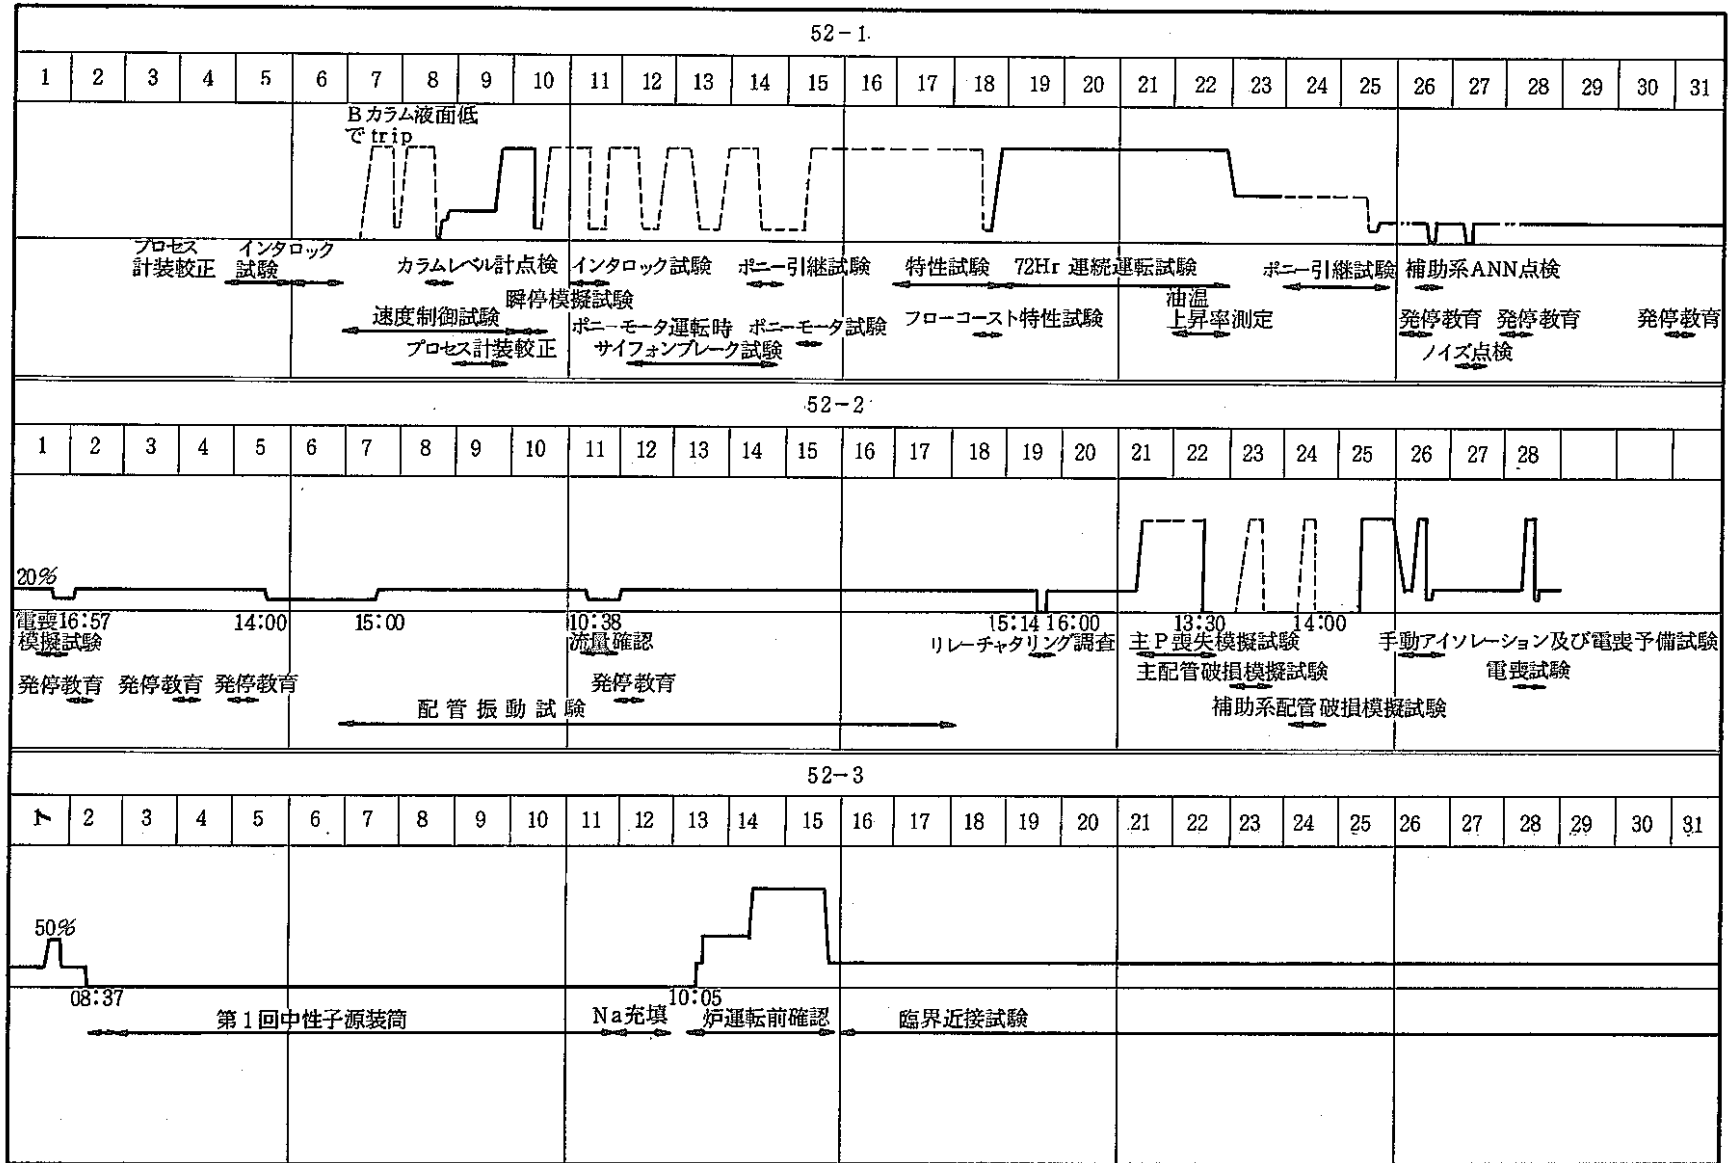 52-1
1 2 3 4 5 6 7 8 9 10 11 12 13 14 15 16 17 18 19 20 21 22 23 24 25 26 27 28 29 30 31
Bカラム液面低
でtrip
プロセス
計装較正
インタロック
試験
カラムレベル計点検
インタロック試験
ポニー引継試験
特性試験
72Hr 連続運転試験
ポニー引継試験
補助系ANN点検
瞬停模擬試験
油温
上昇率測定
速度制御試験
ポニーモータ運転時
サイフォンブレーク試験
ポニーモータ試験
フローコースト特性試験
発停教育
発停教育
発停教育
プロセス計装較正
ノイズ点検
52-2
1 2 3 4 5 6 7 8 9 10 11 12 13 14 15 16 17 18 19 20 21 22 23 24 25 26 27 28
20%
電喪16:57
模擬試験
14:00
15:00
10:38
流量確認
15:14 16:00
リレーチャタリング調査
13:30
主P喪失模擬試験
14:00
手動アイソレーション及び電喪予備試験
主配管破損模擬試験
電喪試験
発停教育
発停教育
発停教育
発停教育
配管振動試験
補助系配管破損模擬試験
52-3
1 2 3 4 5 6 7 8 9 10 11 12 13 14 15 16 17 18 19 20 21 22 23 24 25 26 27 28 29 30 31
50%
08:37
10:05
第1回中性子源装筒
Na充填
炉運転前確認
臨界近接試験